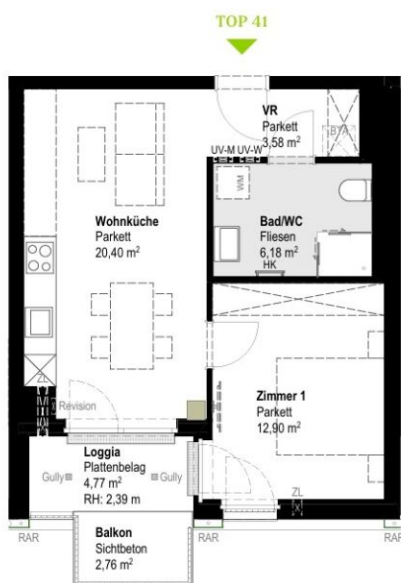 TOP 41
VR
Parkett
3,58 m²
UV-M UV-W
WM
Wohnküche
Parkett
20,40 m²
Bad/WC
Fliesen
6,18 m²
HK
ZL
Revision
Zimmer 1
Parkett
12,90 m²
Loggia
Plattenbelag
4,77 m²
RH: 2,39 m
Gully
Gully
ZL
RAR
RAR
RAR
Balkon
Sichtbeton
2,76 m²